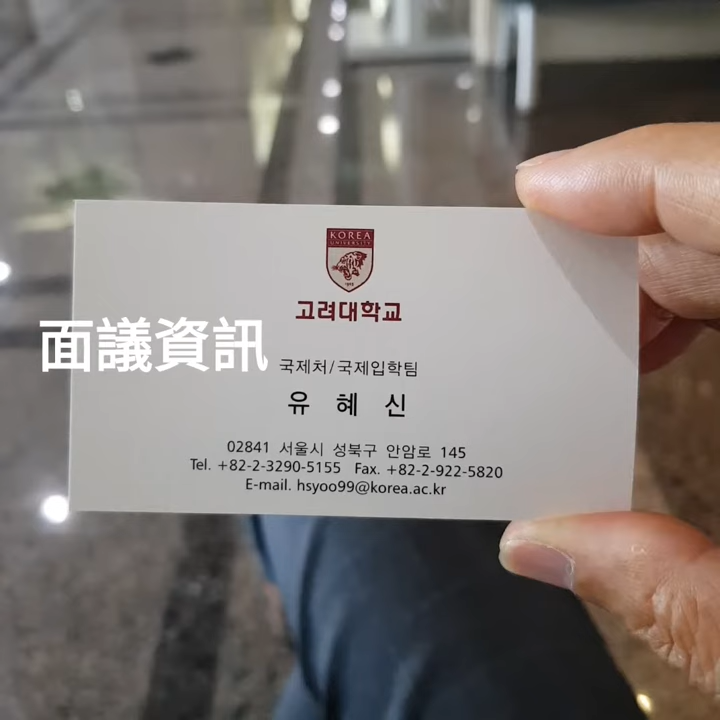 KOREA
UNIVERSITY
고려대학교
面議資訊
국제처/국제입학팀
유 혜 신
02841 서울시 성북구 안암로 145
Tel. +82-2-3290-5155 Fax. +82-2-922-5820
E-mail. hsyoo99@korea.ac.kr